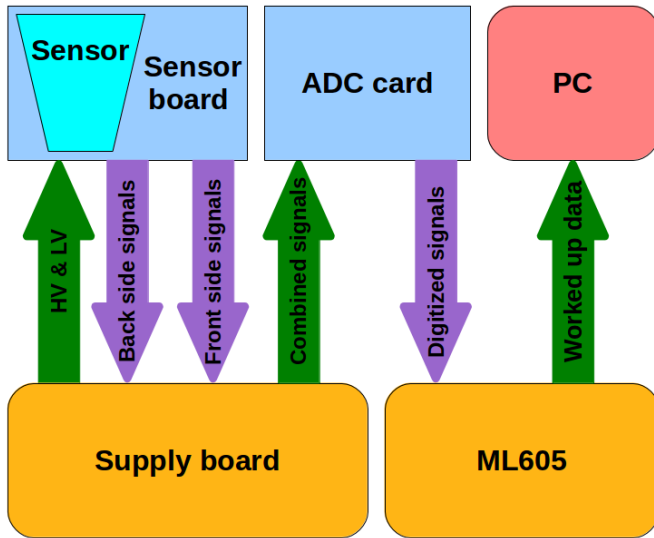 Sensor
Sensor
board
ADC card
PC
HV & LV
Back side signals
Front side signals
Combined signals
Digitized signals
Worked up data
Supply board
ML605